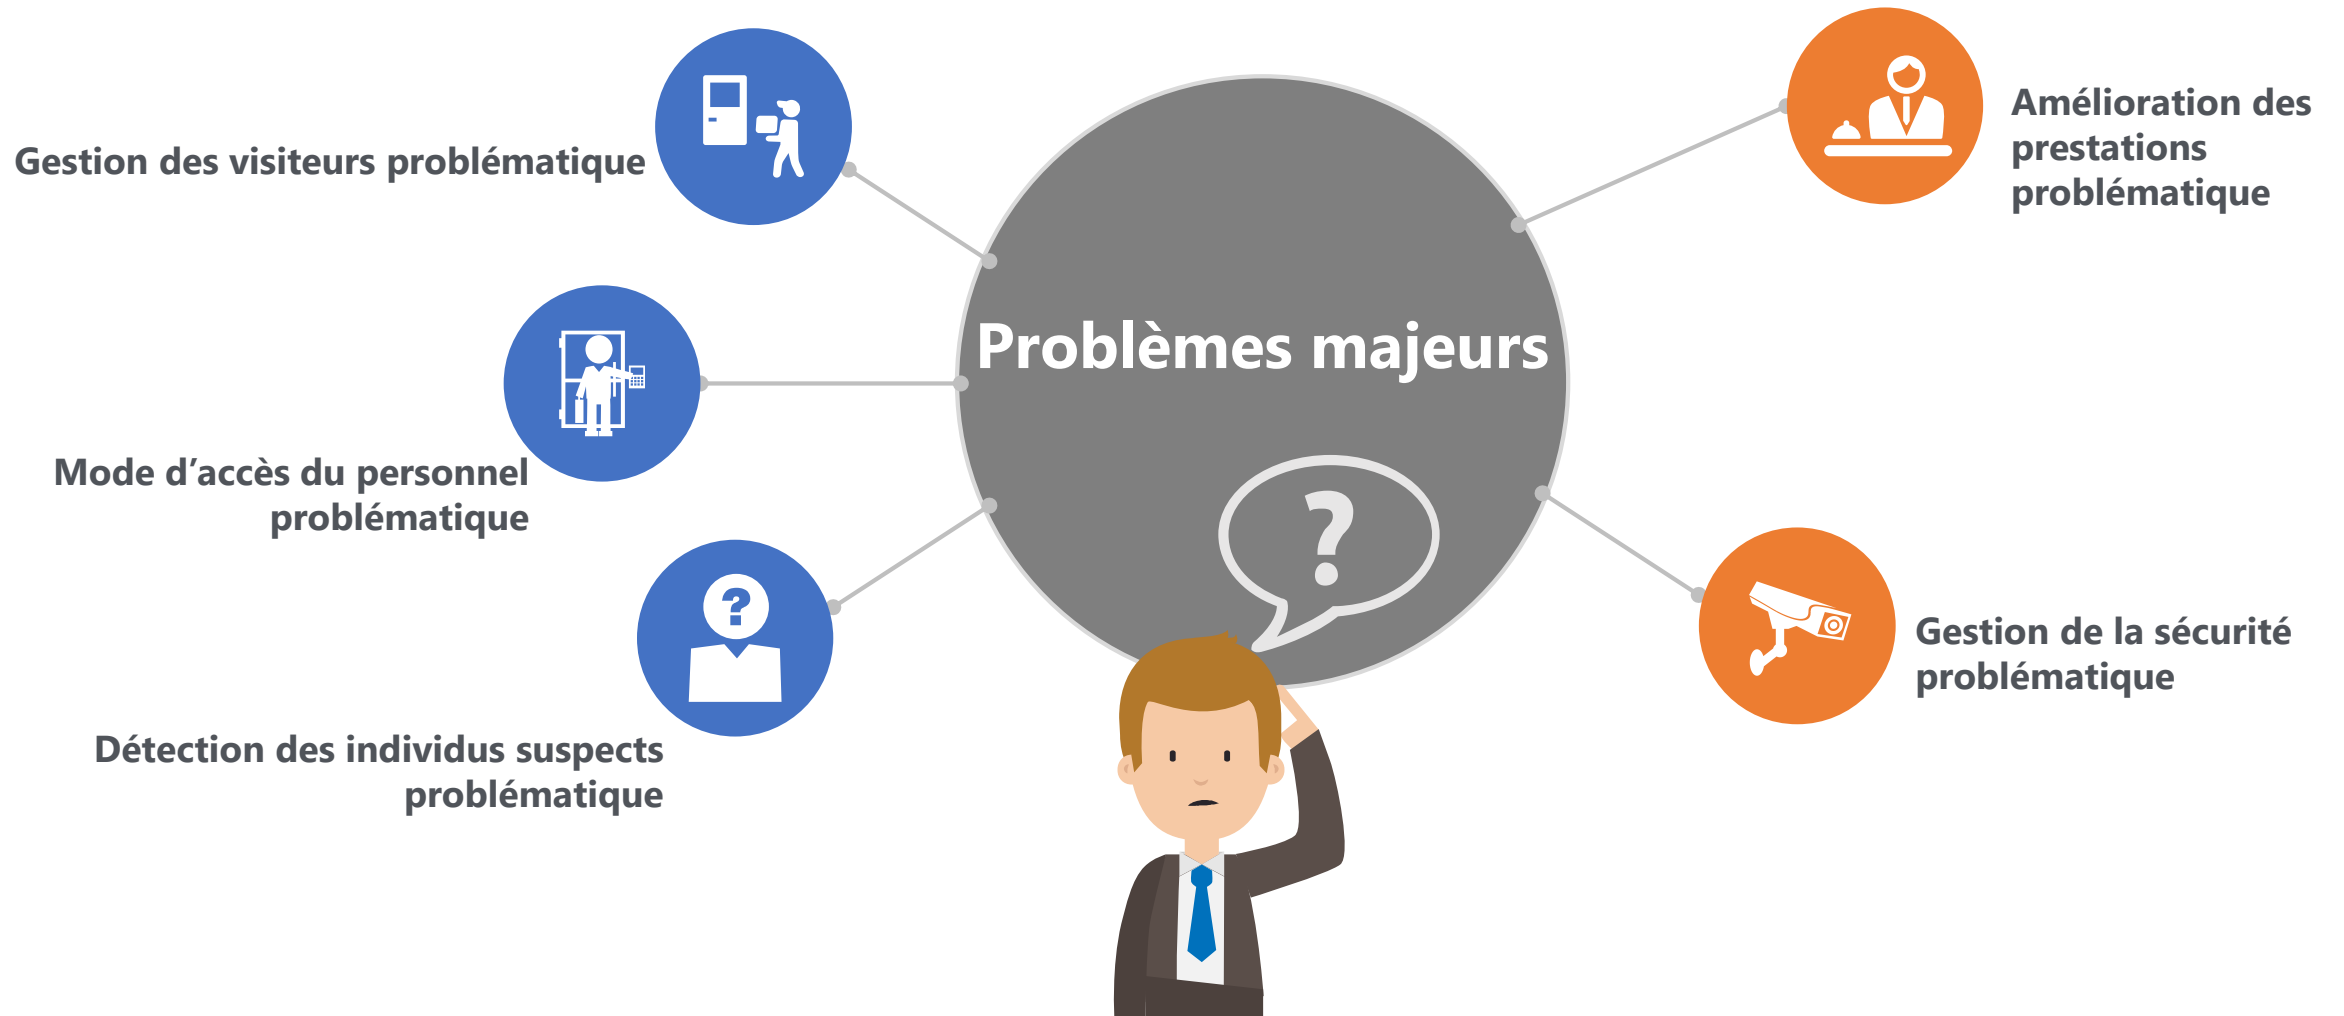 Gestion des visiteurs problématique
Mode d’accès du personnel
problématique
Détection des individus suspects
problématique
Problèmes majeurs
?
?
Amélioration des
prestations
problématique
Gestion de la sécurité
problématique